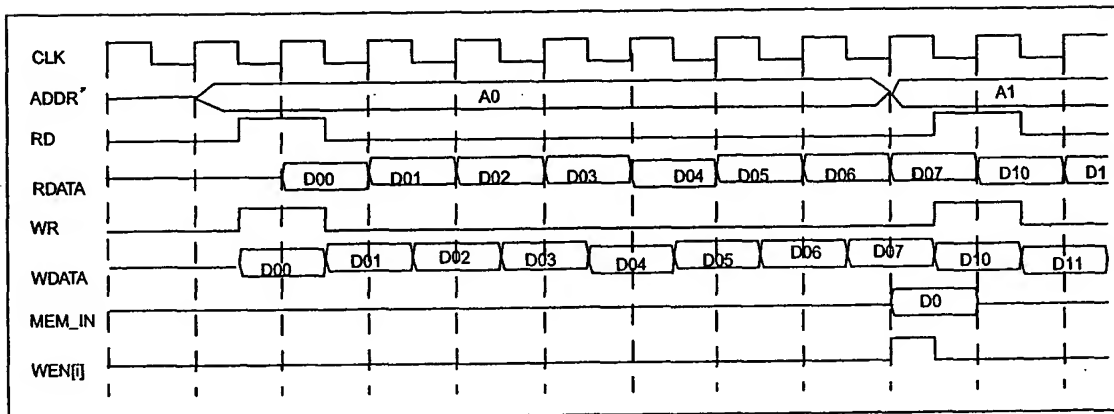 CLK
ADDR"
A0
A1
RD
RDATA
D00 D01 D02 D03 D04 D05 D06 D07 D10 D1
WR
WDATA
D00 D01 D02 D03 D04 D05 D06 D07 D10 D11
MEM_IN
D0
WEN[i]